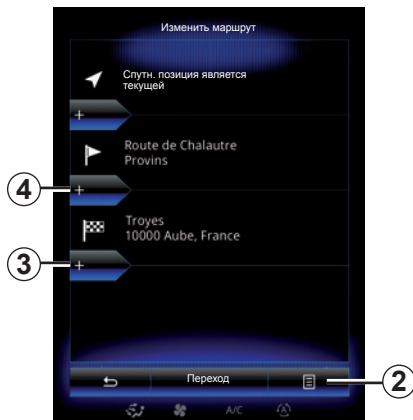 Изменить маршрут
Спутн. позиция является
текущей
+
Route de Chalautre
Provins
+
4
Troyes
10000 Aube, France
+
3
Переход
2
A/C
A